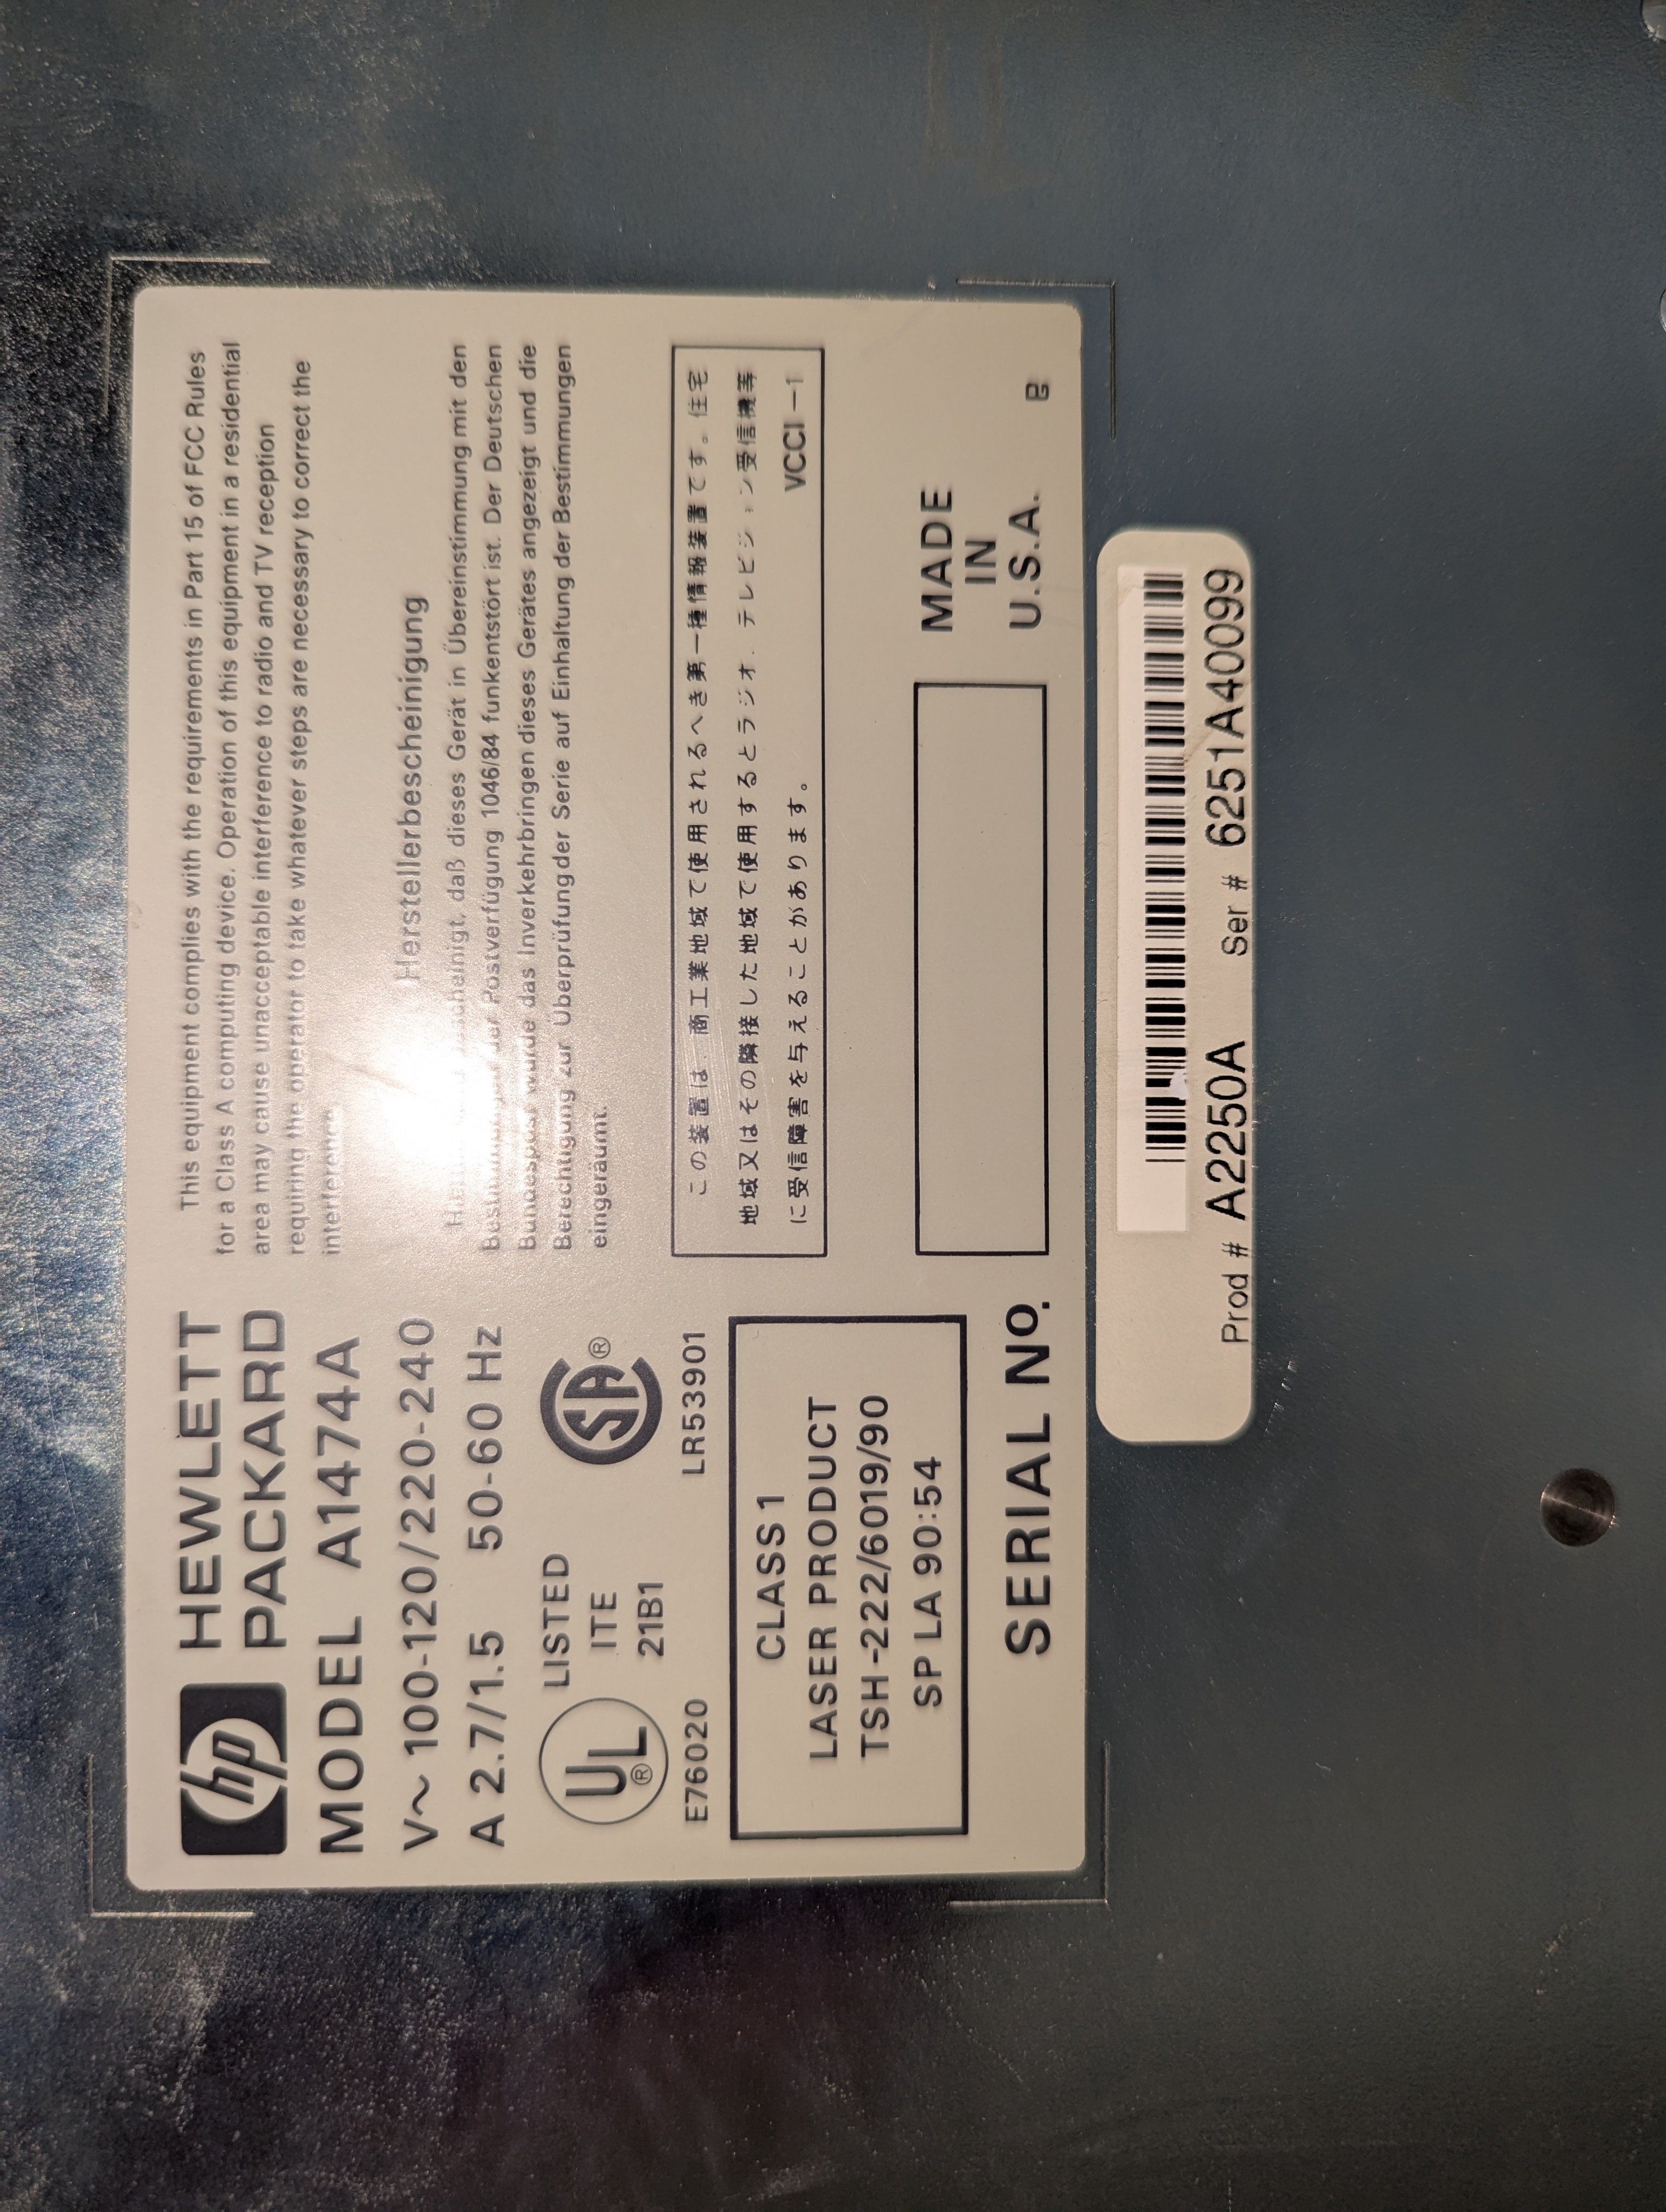 hp HEWLETT
PACKARD
MODEL A1474A
V~ 100-120/220-240
A 2.7/1.5 50-60 Hz
UL® LISTED
ITE
21B1
SA®
E76020 LR53901
CLASS 1
LASER PRODUCT
TSH-222/6019/90
SP LA 90:54
This equipment complies with the requirements in Part 15 of FCC Rules
for a Class A computing device. Operation of this equipment in a residential
area may cause unacceptable interference to radio and TV reception
requiring the operator to take whatever steps are necessary to correct the
interference.
Herstellerbescheinigung
daß dieses Gerät in Übereinstimmung mit den
der Postverfügung 1046/84 funkentstört ist. Der Deutschen
wurde das Inverkehrbringen dieses Gerätes angezeigt und die
Berechtigung zur Überprüfung der Serie auf Einhaltung der Bestimmungen
eingeräumt.
この装置は、商工業地域で使用されるへき第一種情報装置です。住宅
地域又はその隣接した地域で使用するとラジオ、テレビジョン受信機等
に受信障害を与えることがあります。
VCCI-1
SERIAL NO.
MADE
IN
U.S.A.
B
Prod # A2250A Ser # 6251A40099